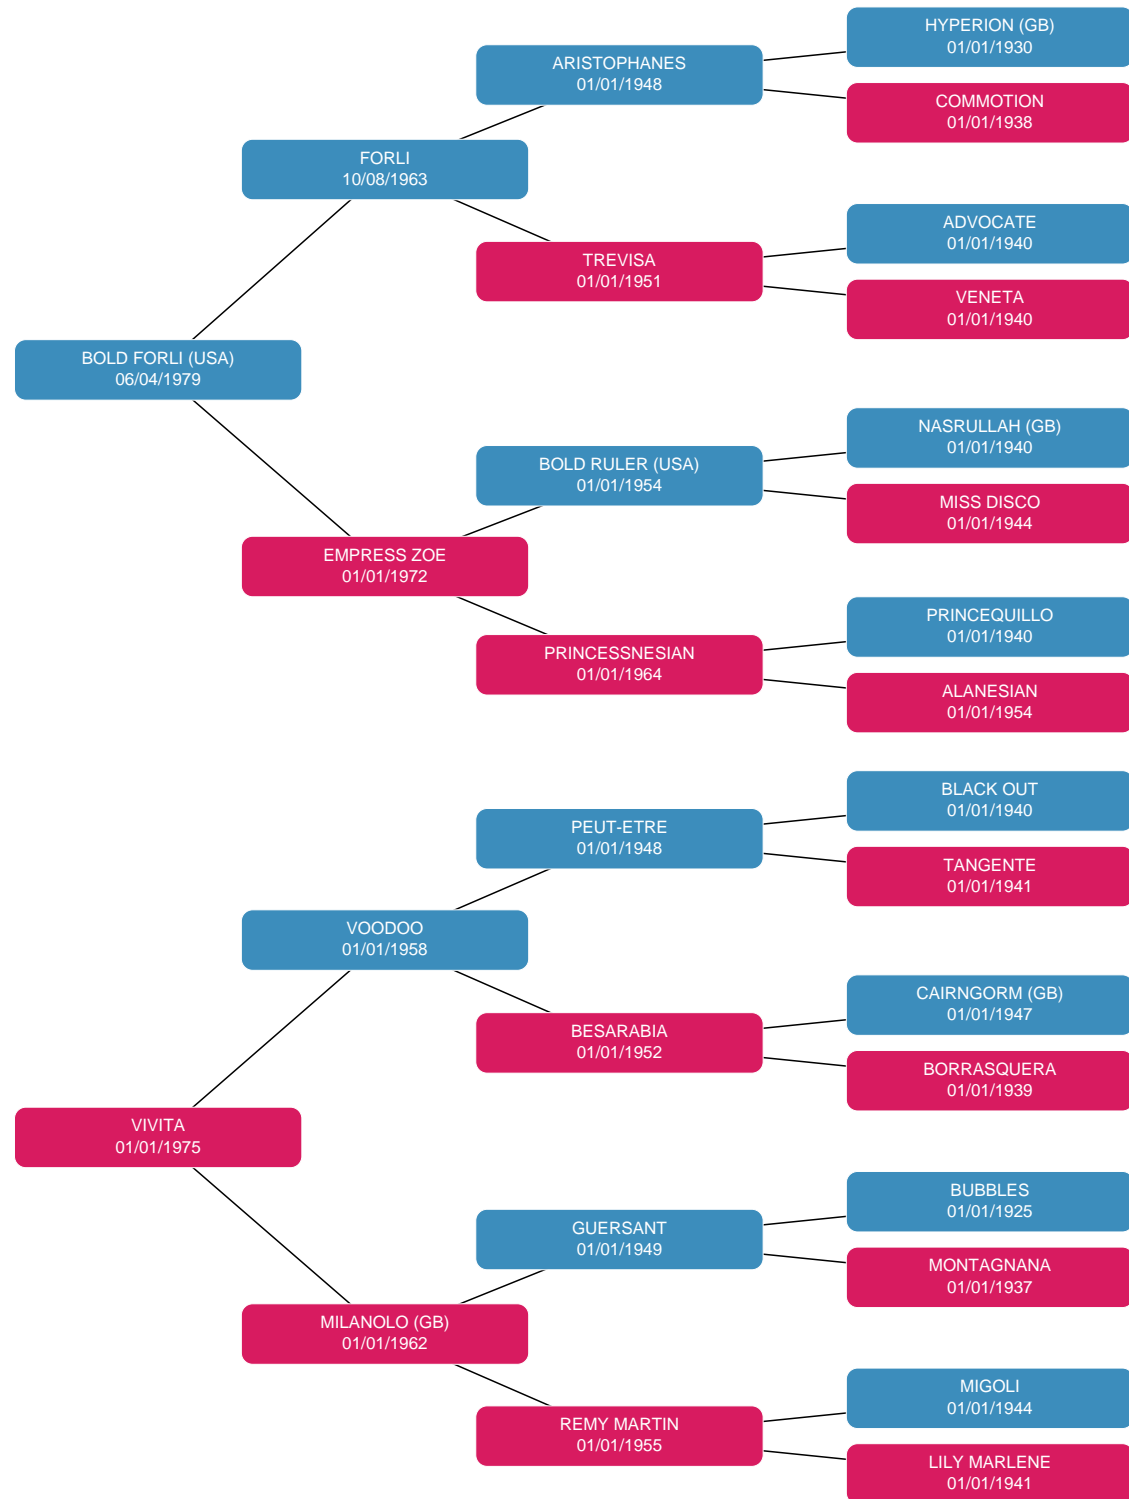 HYPERION (GB)
01/01/1930
ARISTOPHANES
01/01/1948
COMMOTION
01/01/1938
FORLI
10/08/1963
ADVOCATE
01/01/1940
TREVISA
01/01/1951
VENETA
01/01/1940
BOLD FORLI (USA)
06/04/1979
NASRULLAH (GB)
01/01/1940
BOLD RULER (USA)
01/01/1954
MISS DISCO
01/01/1944
EMPRESS ZOE
01/01/1972
PRINCEQUILLO
01/01/1940
PRINCESSNESIAN
01/01/1964
ALANESIAN
01/01/1954
BLACK OUT
01/01/1940
PEUT-ETRE
01/01/1948
TANGENTE
01/01/1941
VOODOO
01/01/1958
CAIRNGORM (GB)
01/01/1947
BESARABIA
01/01/1952
BORRASQUERA
01/01/1939
VIVITA
01/01/1975
BUBBLES
01/01/1925
GUERSANT
01/01/1949
MONTAGNANA
01/01/1937
MILANOLO (GB)
01/01/1962
MIGOLI
01/01/1944
REMY MARTIN
01/01/1955
LILY MARLENE
01/01/1941